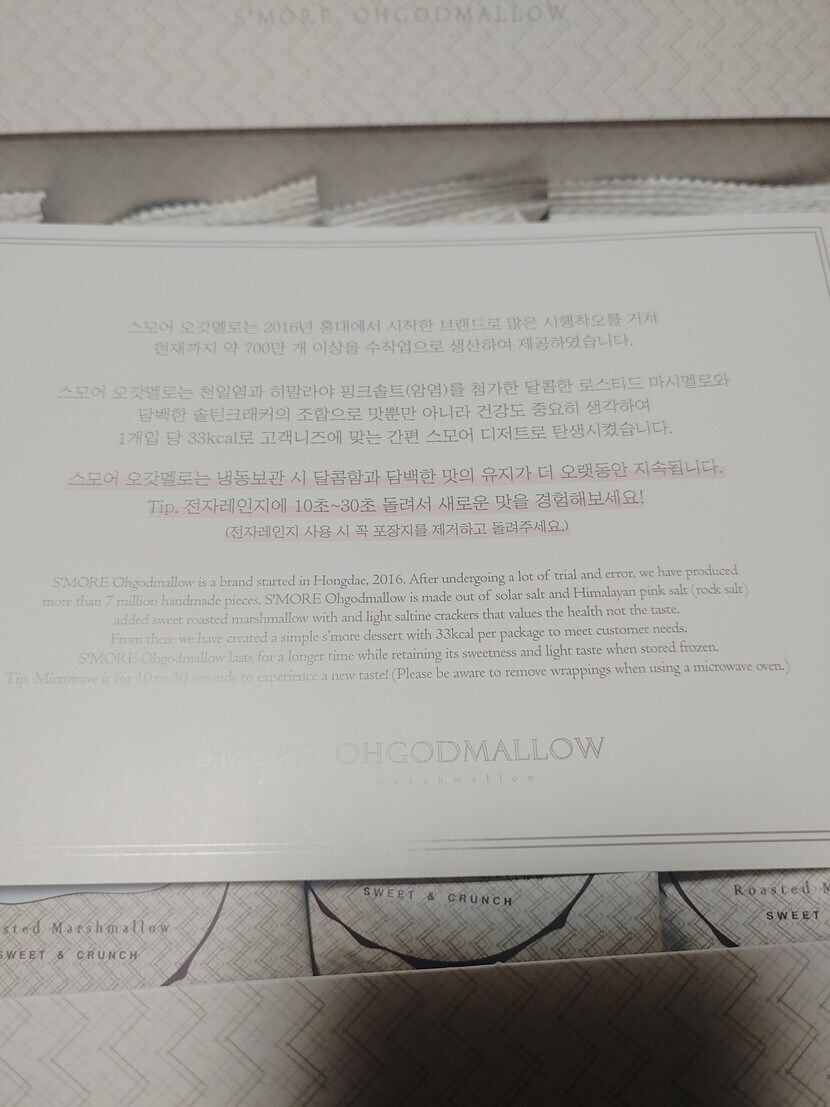 S'MORE OHGODMALLOW
스모어 오갓멜로는 2016년 홍대에서 시작한 브랜드로 많은 시행착오를 거쳐
현재까지 약 700만 개 이상을 수작업으로 생산하여 제공하였습니다.
스모어 오갓멜로는 천일염과 히말라야 핑크솔트(암염)를 첨가한 달콤한 로스티드 마시멜로와
담백한 솔틴크래커의 조합으로 맛뿐만 아니라 건강도 중요히 생각하여
1개입 당 33kcal로 고객니즈에 맞는 간편 스모어 디저트로 탄생시켰습니다.
스모어 오갓멜로는 냉동보관 시 달콤함과 담백한 맛의 유지가 더 오랫동안 지속됩니다.
Tip. 전자레인지에 10초~30초 돌려서 새로운 맛을 경험해보세요!
(전자레인지 사용 시 꼭 포장지를 제거하고 돌려주세요.)
S'MORE Ohgodmallow is a brand started in Hongdae, 2016. After undergoing a lot of trial and error, we have produced
more than 7 million handmade pieces. S'MORE Ohgodmallow is made out of solar salt and Himalayan pink salt (rock salt)
added sweet roasted marshmallow with and light saltine crackers that values the health not the taste.
From there we have created a simple s'more dessert with 33kcal per package to meet customer needs.
S'MORE Ohgodmallow lasts for a longer time while retaining its sweetness and light taste when stored frozen.
Tip. Microwave it for 10 to 30 seconds to experience a new taste! (Please be aware to remove wrappings when using a microwave oven.)
S'MORE OHGODMALLOW
Marshmallow
Marshmallow
SWEET & CRUNCH
SWEET & CRUNCH
Roasted
SWEET